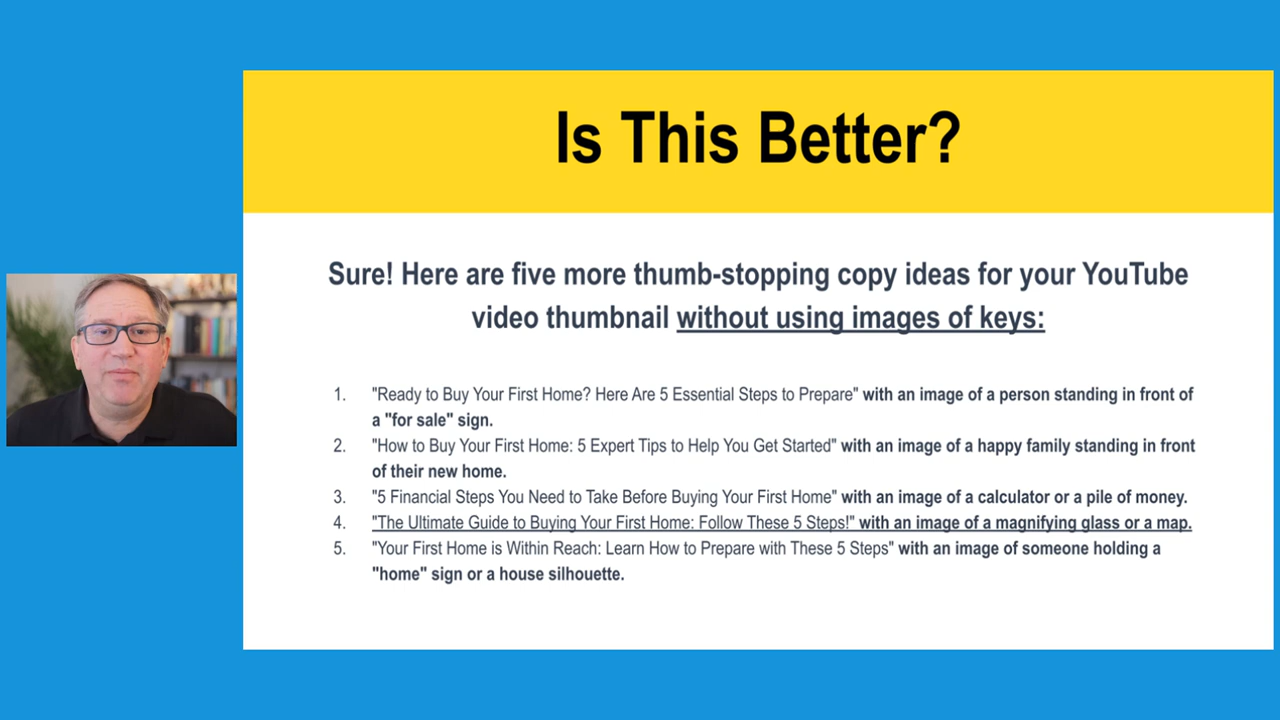 Is This Better?
Sure! Here are five more thumb-stopping copy ideas for your YouTube
video thumbnail without using images of keys:
1. "Ready to Buy Your First Home? Here Are 5 Essential Steps to Prepare" with an image of a person standing in front of
a "for sale" sign.
2. "How to Buy Your First Home: 5 Expert Tips to Help You Get Started" with an image of a happy family standing in front
of their new home.
3. "5 Financial Steps You Need to Take Before Buying Your First Home" with an image of a calculator or a pile of money.
4. "The Ultimate Guide to Buying Your First Home: Follow These 5 Steps!" with an image of a magnifying glass or a map.
5. "Your First Home is Within Reach: Learn How to Prepare with These 5 Steps" with an image of someone holding a
"home" sign or a house silhouette.